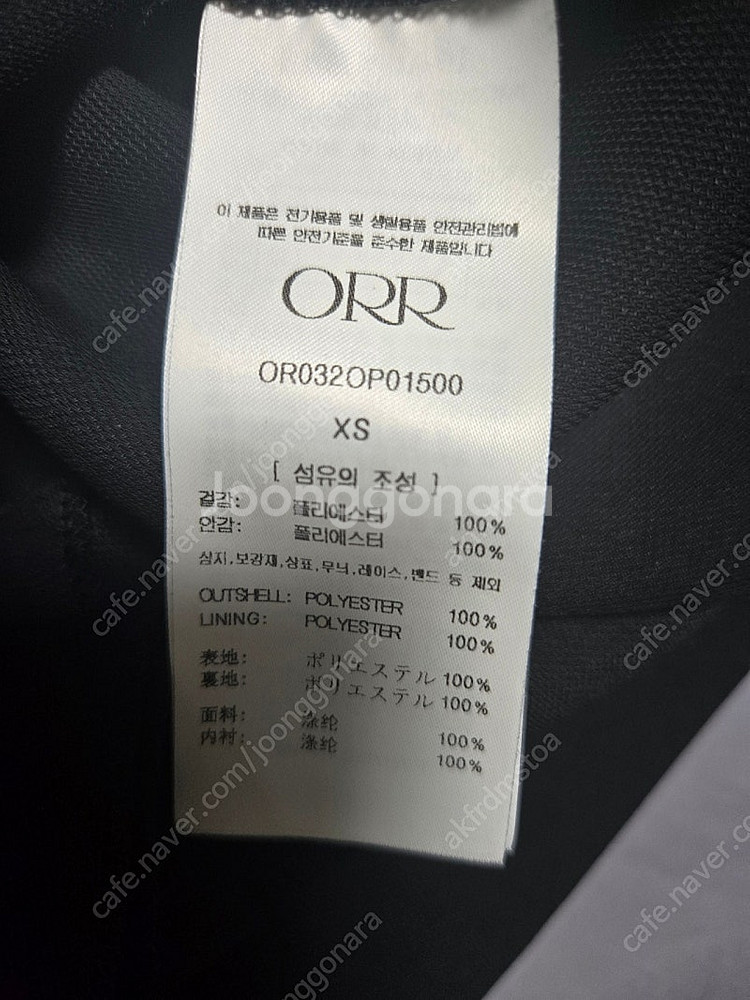 이 제품은 전기용품 및 생활용품 안전관리법에
따른 안전기준을 준수한 제품입니다
ORR
OR032OP01500
XS
[ 섬유의 조성 ]
겉감: 폴리에스터 100%
안감: 폴리에스터 100%
심지,보강재,상표,무늬,레이스,밴드 등 제외
OUTSHELL: POLYESTER 100%
LINING: POLYESTER 100%
表地: ポリエステル 100%
裏地: ポリエステル 100%
面料: 涤纶 100%
内衬: 涤纶 100%
Joonggonara
cafe.naver.com/joonggonara
akfrdmstoa